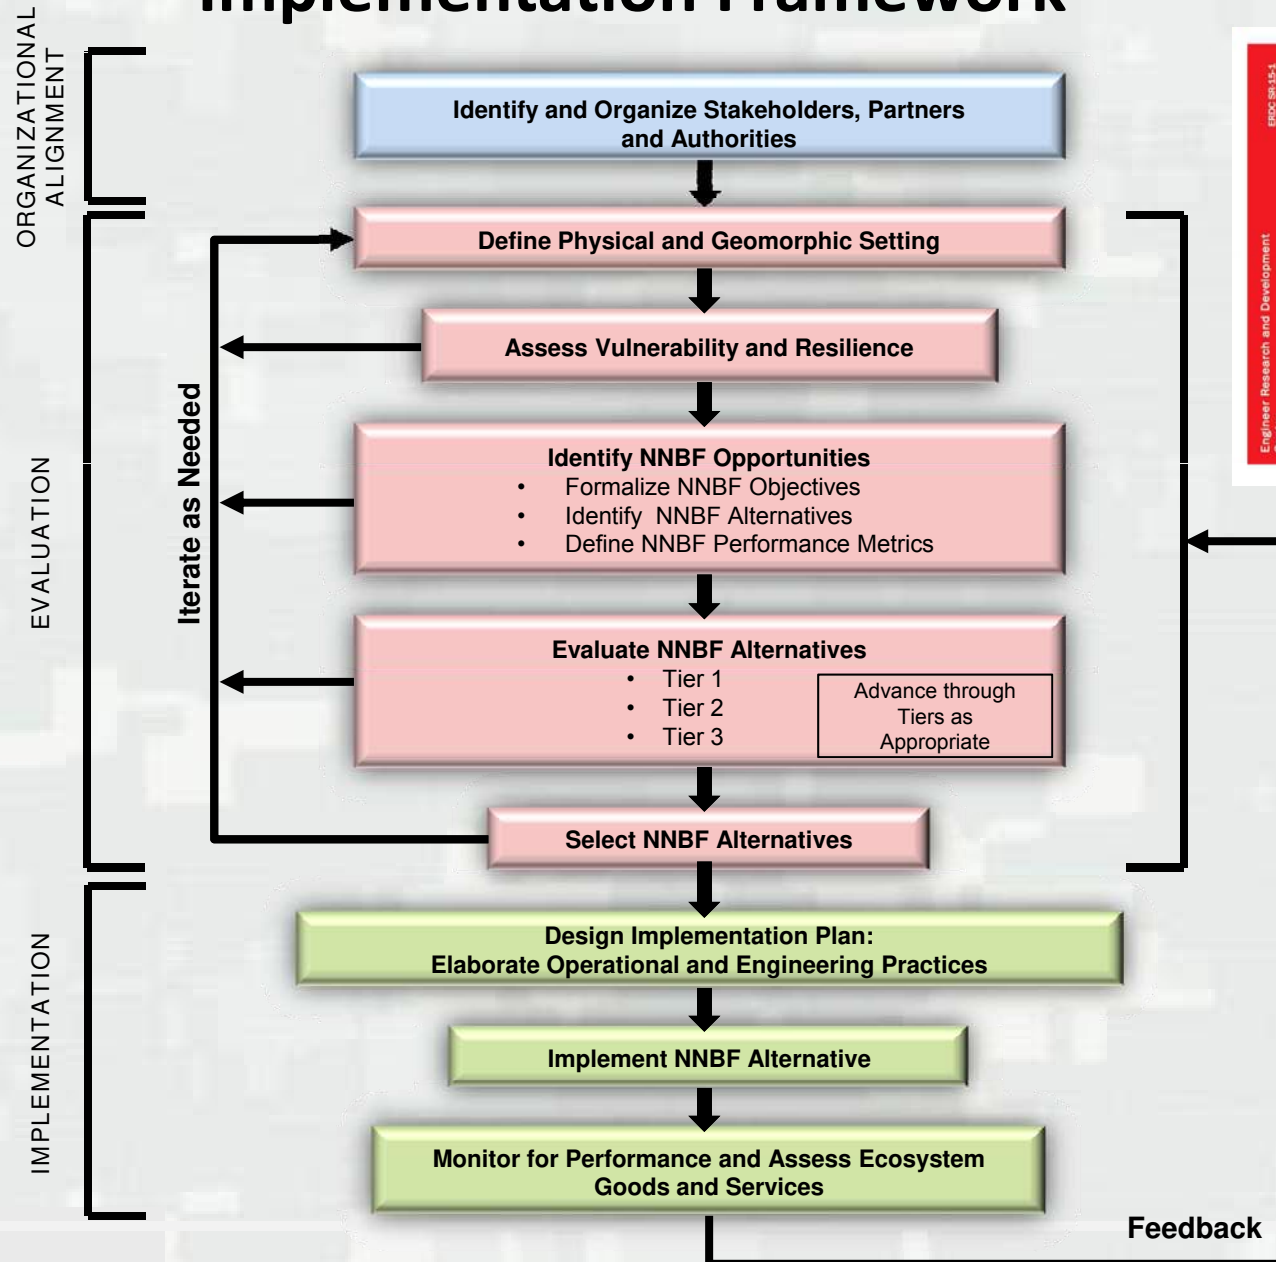 Implementation Framework
ORGANIZATIONAL
ALIGNMENT
Identify and Organize Stakeholders, Partners
and Authorities
EVALUATION
Iterate as Needed
Define Physical and Geomorphic Setting
Assess Vulnerability and Resilience
Identify NNBF Opportunities
• Formalize NNBF Objectives
• Identify NNBF Alternatives
• Define NNBF Performance Metrics
Evaluate NNBF Alternatives
• Tier 1
• Tier 2
• Tier 3
Advance through
Tiers as
Appropriate
Select NNBF Alternatives
IMPLEMENTATION
Design Implementation Plan:
Elaborate Operational and Engineering Practices
Implement NNBF Alternative
Monitor for Performance and Assess Ecosystem
Goods and Services
Feedback
ERDC SR-15-1
Engineer Research and Development